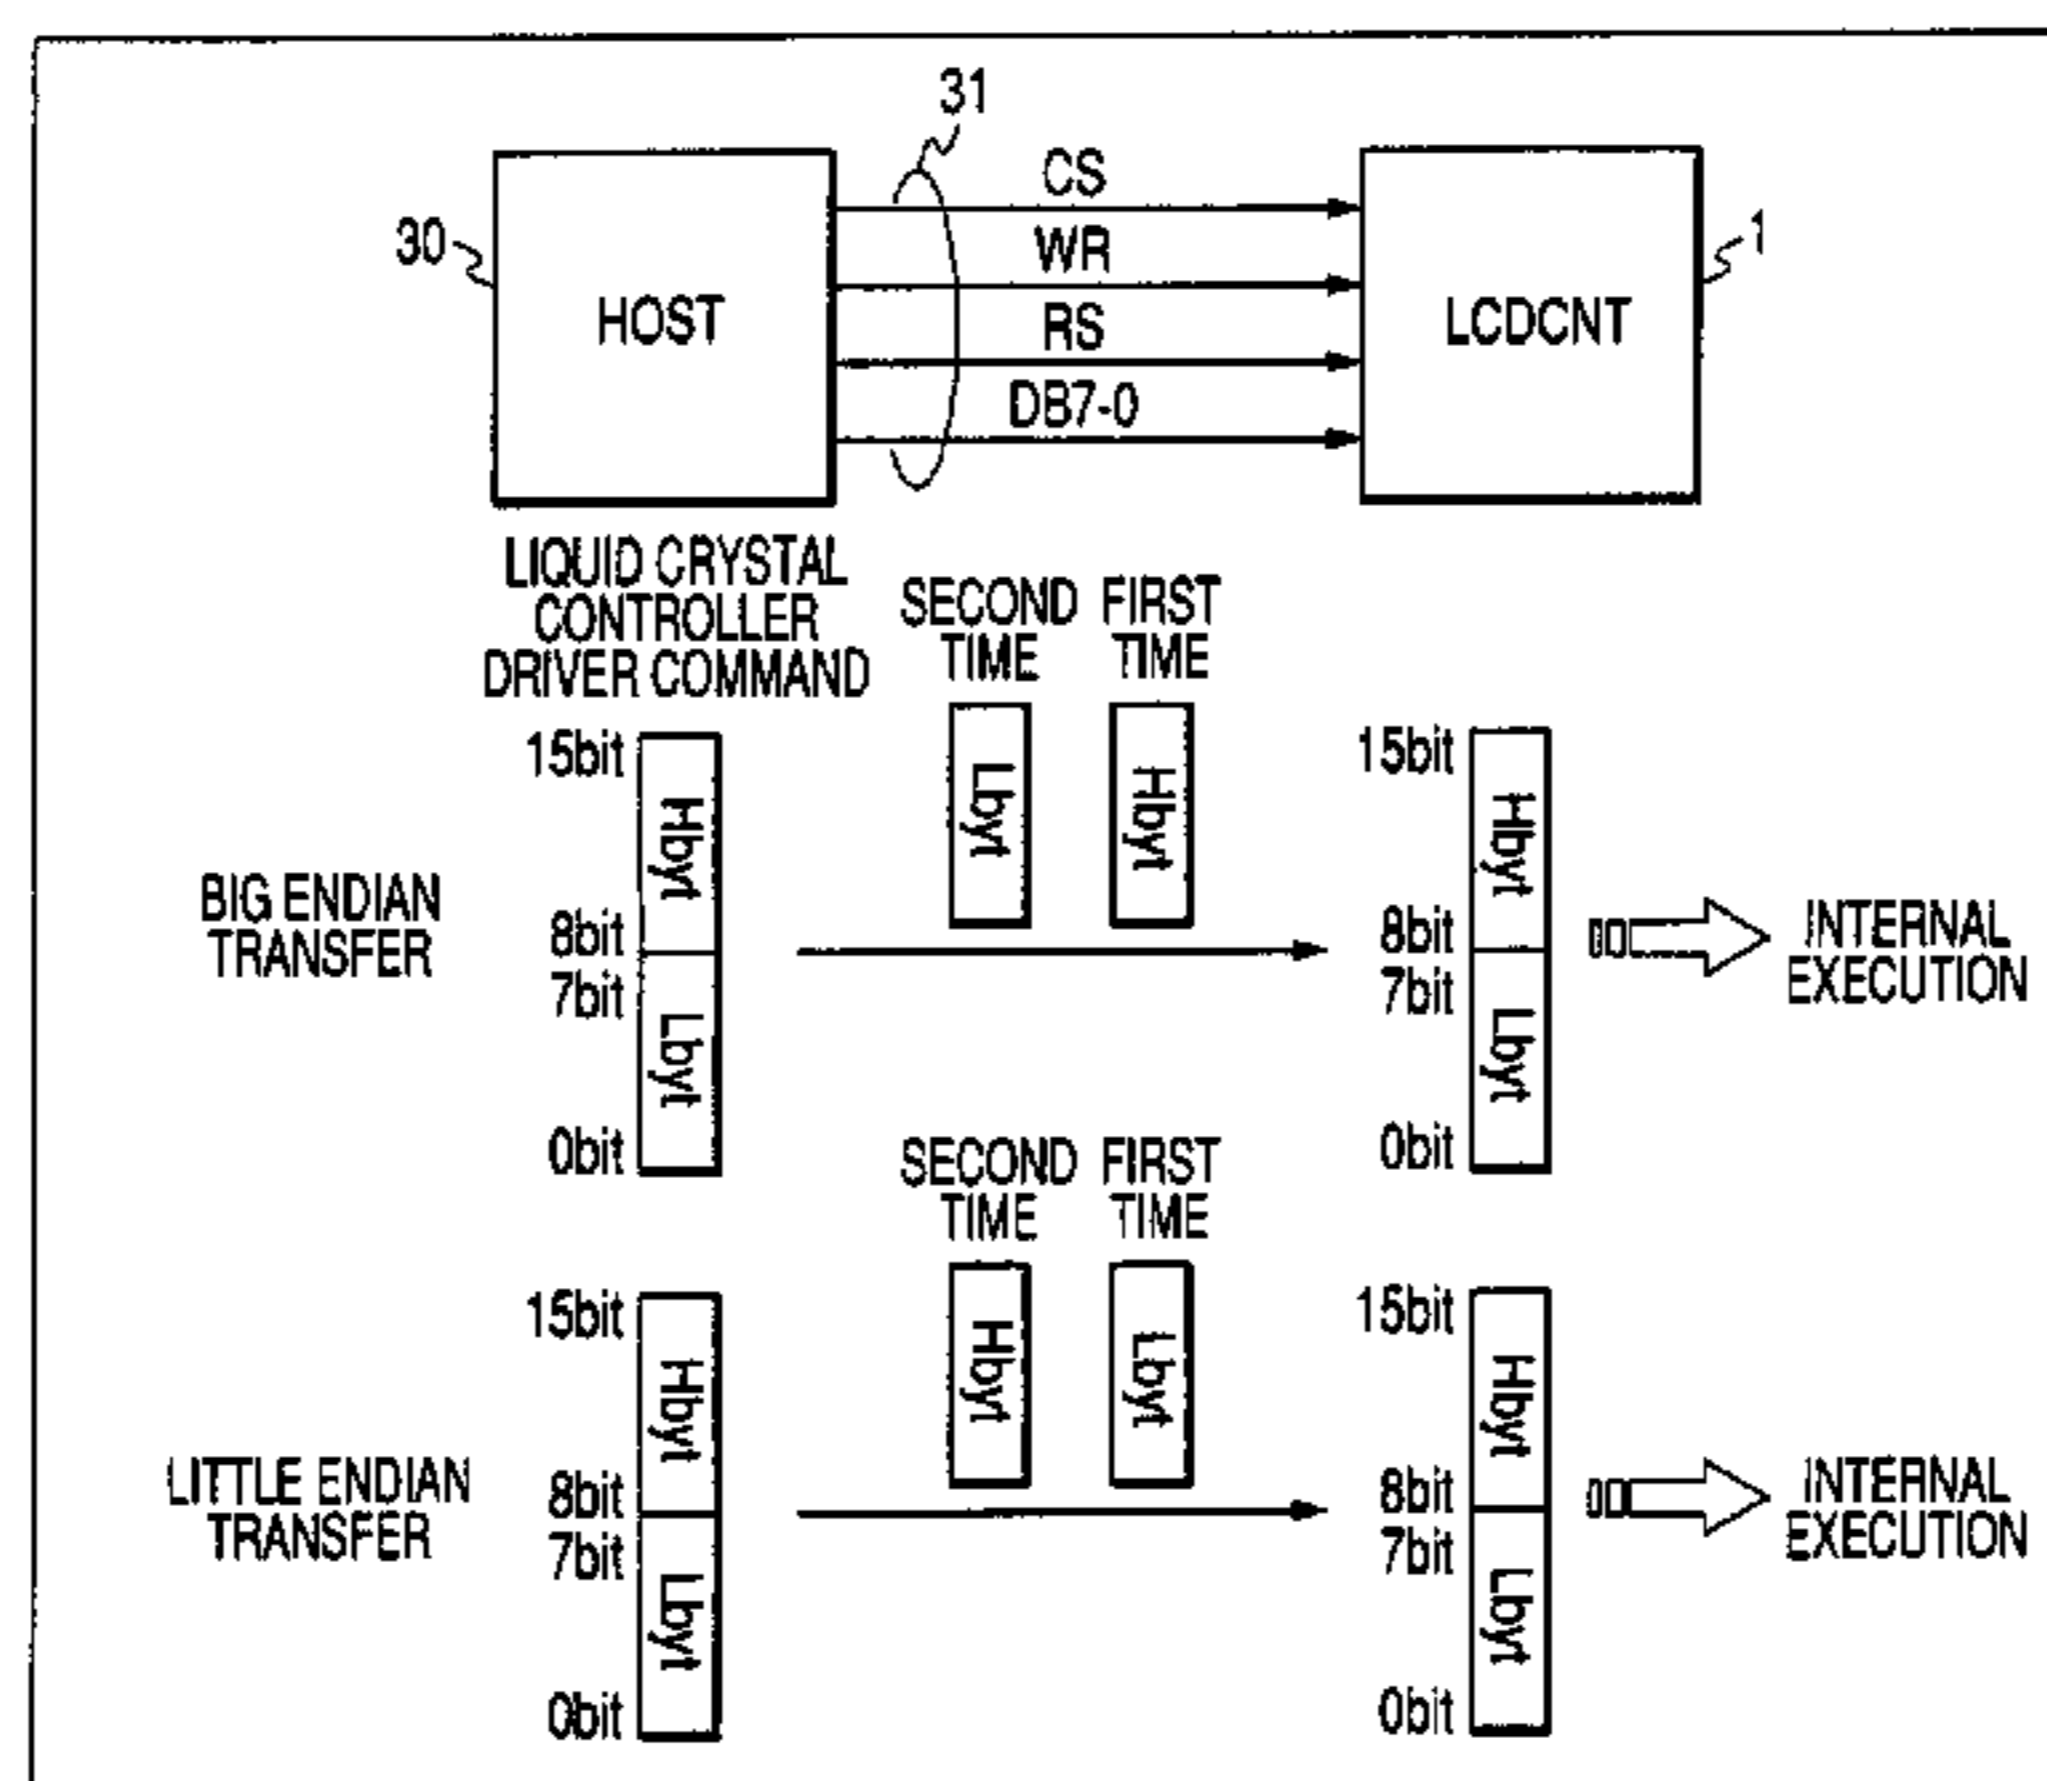 31
CS
WR
RS
DB7-0
30
HOST
LCDCNT
1
LIQUID CRYSTAL
CONTROLLER
DRIVER COMMAND
SECOND
TIME
FIRST
TIME
BIG ENDIAN
TRANSFER
15bit
8bit
7bit
0bit
Hbyt
Lbyt
Lbyt
Hbyt
15bit
8bit
7bit
0bit
Hbyt
Lbyt
INTERNAL
EXECUTION
SECOND
TIME
FIRST
TIME
LITTLE ENDIAN
TRANSFER
15bit
8bit
7bit
0bit
Hbyt
Lbyt
Hbyt
Lbyt
15bit
8bit
7bit
0bit
Hbyt
Lbyt
INTERNAL
EXECUTION